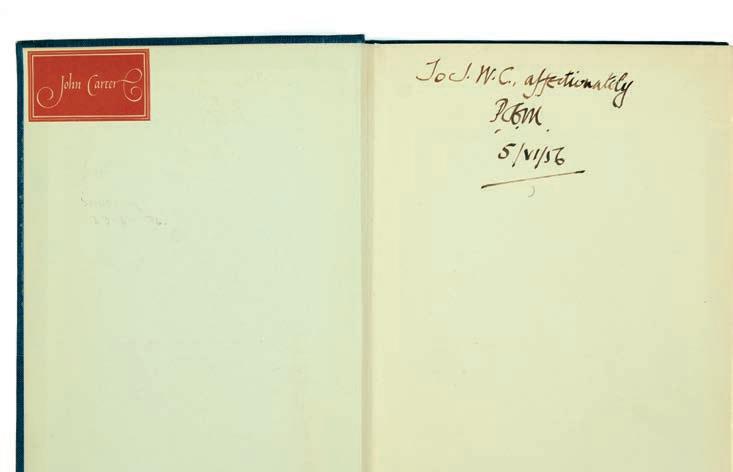 John Carter
To J. W. C., affectionately
P.H.M.
5/VI/56